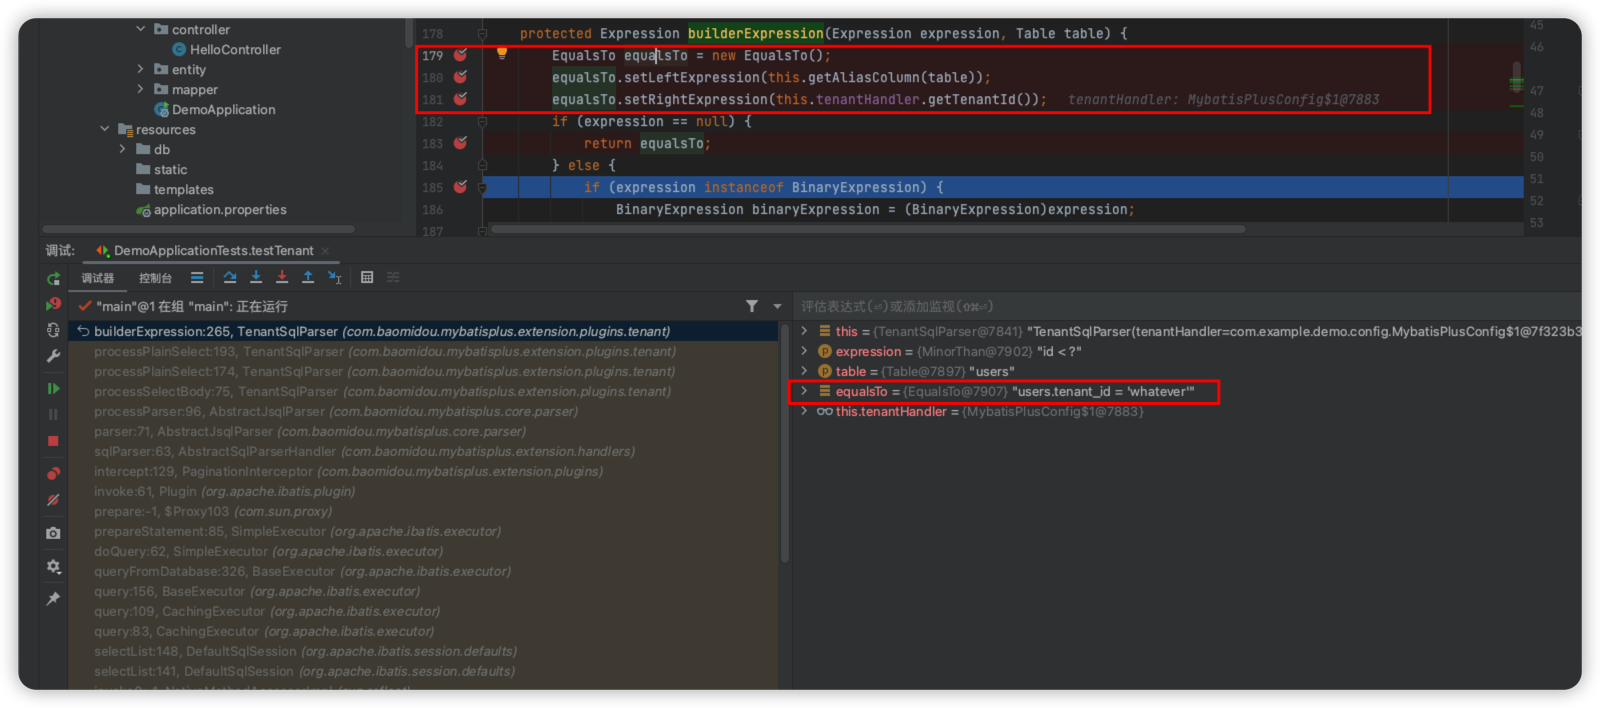 controller
HelloController
entity
mapper
DemoApplication
resources
db
static
templates
application.properties
178 protected Expression builderExpression(Expression expression, Table table) {
179 EqualsTo equalsTo = new EqualsTo();
180 equalsTo.setLeftExpression(this.getAliasColumn(table));
181 equalsTo.setRightExpression(this.tenantHandler.getTenantId()); tenantHandler: MybatisPlusConfig$1@7883
182 if (expression == null) {
183 return equalsTo;
184 } else {
185 if (expression instanceof BinaryExpression) {
186 BinaryExpression binaryExpression = (BinaryExpression)expression;
187
45
46
47
48
49
50
51
52
53
调试: DemoApplicationTests.testTenant
调试器 控制台
"main"@1 在组 "main": 正在运行
builderExpression:265, TenantSqlParser (com.baomidou.mybatisplus.extension.plugins.tenant)
processPlainSelect:193, TenantSqlParser (com.baomidou.mybatisplus.extension.plugins.tenant)
processPlainSelect:174, TenantSqlParser (com.baomidou.mybatisplus.extension.plugins.tenant)
processSelectBody:75, TenantSqlParser (com.baomidou.mybatisplus.extension.plugins.tenant)
processParser:96, AbstractJsqlParser (com.baomidou.mybatisplus.core.parser)
parser:71, AbstractJsqlParser (com.baomidou.mybatisplus.core.parser)
sqlParser:63, AbstractSqlParserHandler (com.baomidou.mybatisplus.extension.handlers)
intercept:129, PaginationInterceptor (com.baomidou.mybatisplus.extension.plugins)
invoke:61, Plugin (org.apache.ibatis.plugin)
prepare:-1, $Proxy103 (com.sun.proxy)
prepareStatement:85, SimpleExecutor (org.apache.ibatis.executor)
doQuery:62, SimpleExecutor (org.apache.ibatis.executor)
queryFromDatabase:326, BaseExecutor (org.apache.ibatis.executor)
query:156, BaseExecutor (org.apache.ibatis.executor)
query:109, CachingExecutor (org.apache.ibatis.executor)
query:83, CachingExecutor (org.apache.ibatis.executor)
selectList:148, DefaultSqlSession (org.apache.ibatis.session.defaults)
selectList:141, DefaultSqlSession (org.apache.ibatis.session.defaults)
评估表达式(⏎)或添加监视(⇧⌘⏎)
this = {TenantSqlParser@7841} "TenantSqlParser(tenantHandler=com.example.demo.config.MybatisPlusConfig$1@7f323b3
expression = {MinorThan@7902} "id < ?"
table = {Table@7897} "users"
equalsTo = {EqualsTo@7907} "users.tenant_id = 'whatever'"
this.tenantHandler = {MybatisPlusConfig$1@7883}